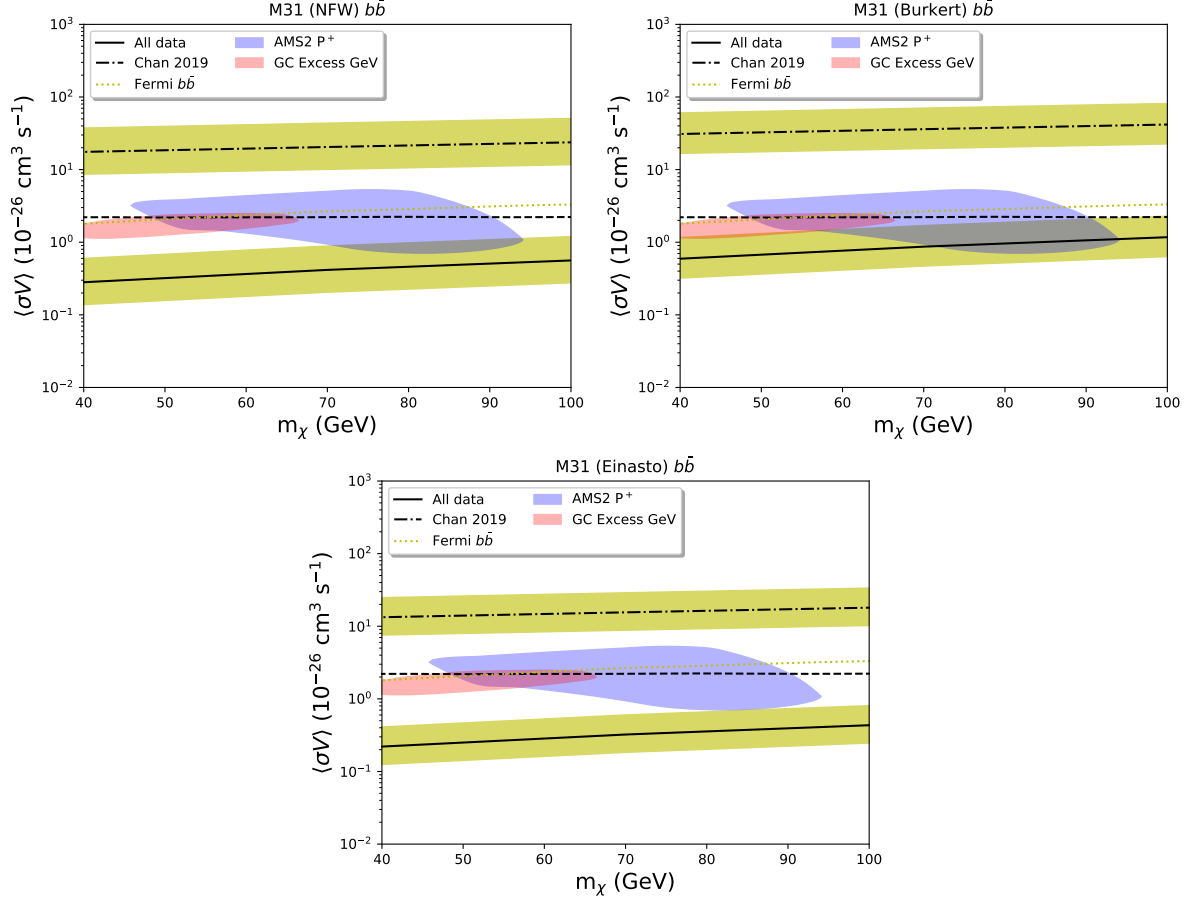 M31 (NFW) bb̄
10³
10²
10¹
10⁰
10⁻¹
10⁻²
⟨σV⟩ (10⁻²⁶ cm³ s⁻¹)
All data
Chan 2019
Fermi bb̄
AMS2 P⁺
GC Excess GeV
40 50 60 70 80 90 100
m_χ (GeV)
M31 (Burkert) bb̄
10³
10²
10¹
10⁰
10⁻¹
10⁻²
⟨σV⟩ (10⁻²⁶ cm³ s⁻¹)
All data
Chan 2019
Fermi bb̄
AMS2 P⁺
GC Excess GeV
40 50 60 70 80 90 100
m_χ (GeV)
M31 (Einasto) bb̄
10³
10²
10¹
10⁰
10⁻¹
10⁻²
⟨σV⟩ (10⁻²⁶ cm³ s⁻¹)
All data
Chan 2019
Fermi bb̄
AMS2 P⁺
GC Excess GeV
40 50 60 70 80 90 100
m_χ (GeV)